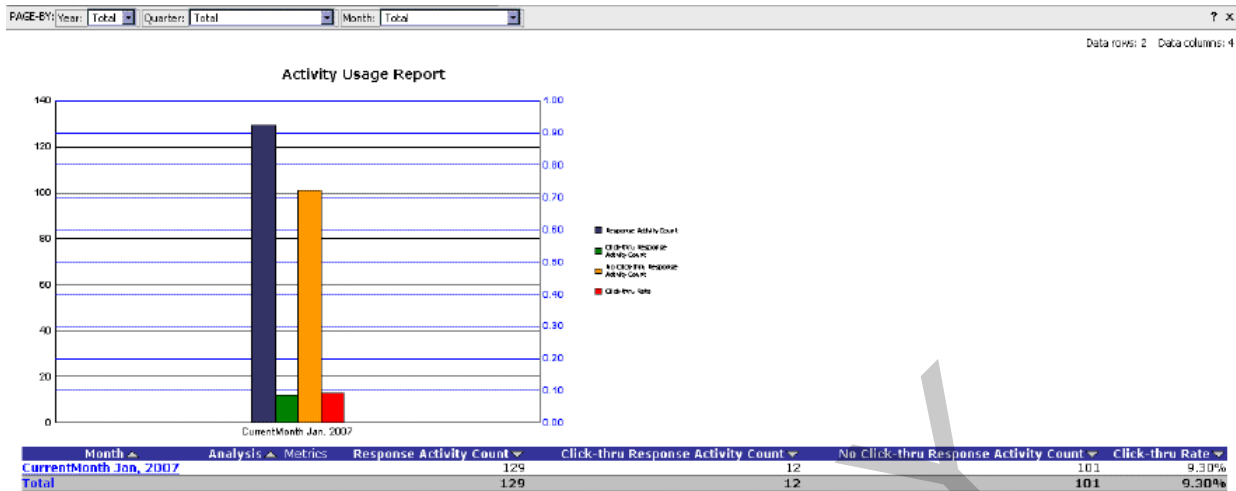 PAGE-BY: Year: Total Quarter: Total Month: Total ? x
Data rows: 2 Data columns: 4
Activity Usage Report
140 1.00
0.90
120
0.80
100
0.70
80 0.60
0.50
60
0.40
40 0.30
0.20
20
0.10
0 0.00
Response Activity Count
Click-thru Response
Activity Count
No Click-thru Response
Activity Count
Click-thru Rate
CurrentMonth Jan, 2007
Month Analysis Metrics Response Activity Count Click-thru Response Activity Count No Click-thru Response Activity Count Click-thru Rate
CurrentMonth Jan, 2007 129 12 101 9.30%
Total 129 12 101 9.30%